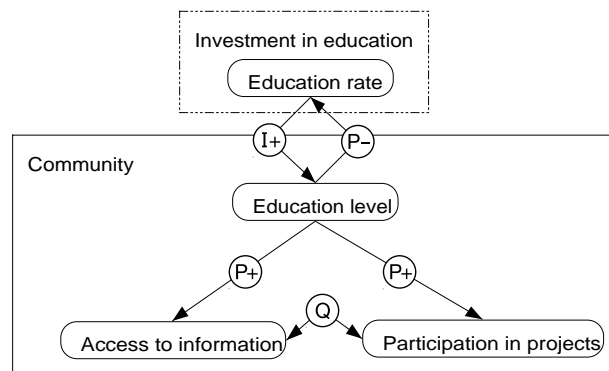 Investment in education
Education rate
I+
P−
Community
Education level
P+
P+
Q
Access to information
Participation in projects